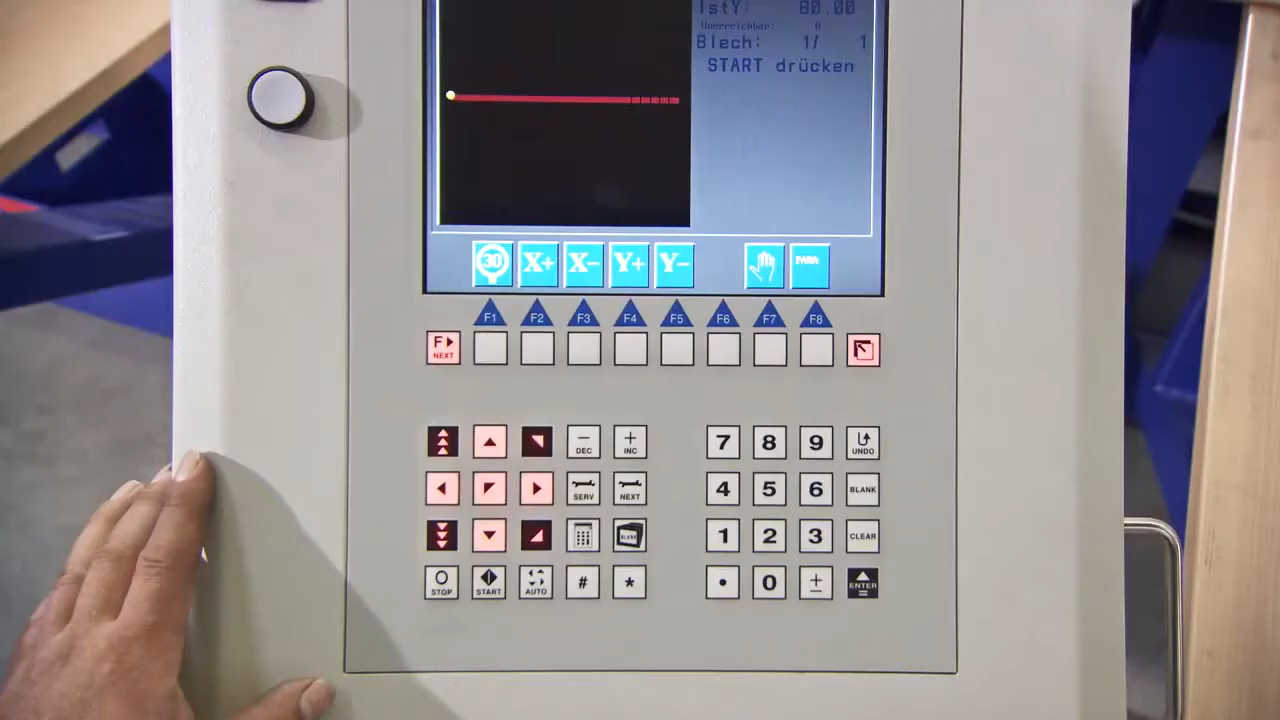 IstY: 80.00
Unerreichbar: 0
Blech: 1/ 1
START drücken
30 X+ X- Y+ Y- PARA
F1 F2 F3 F4 F5 F6 F7 F8
F NEXT
− DEC + INC 7 8 9 UNDO
SERV NEXT 4 5 6 BLANK
BLANK 1 2 3 CLEAR
STOP START AUTO # * • 0 ± ENTER